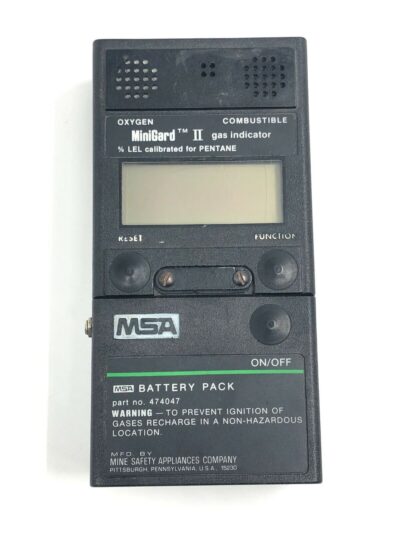 OXYGEN COMBUSTIBLE
MiniGard™ II gas indicator
% LEL calibrated for PENTANE
RESET FUNCTION
MSA
ON/OFF
MSA BATTERY PACK
part no. 474047
WARNING — TO PREVENT IGNITION OF
GASES RECHARGE IN A NON-HAZARDOUS
LOCATION.
MFD. BY
MINE SAFETY APPLIANCES COMPANY
PITTSBURGH, PENNSYLVANIA, U.S.A. 15230